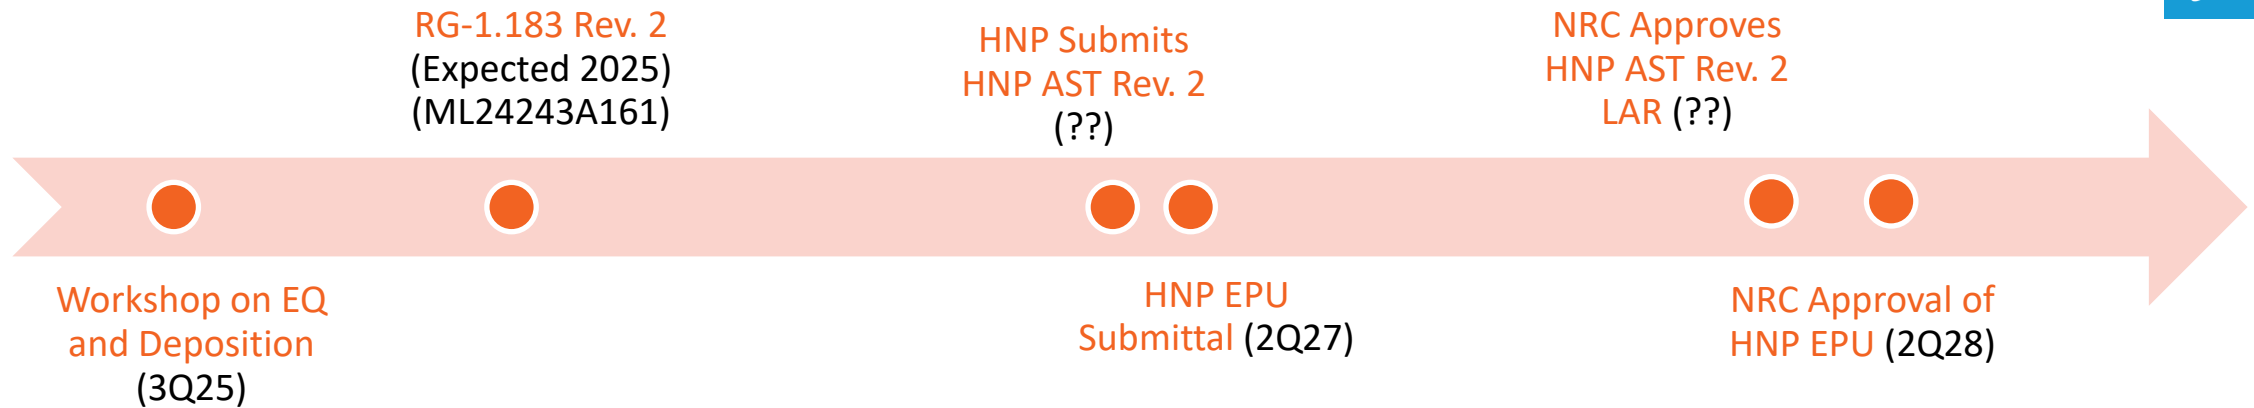 RG-1.183 Rev. 2
(Expected 2025)
(ML24243A161)
HNP Submits
HNP AST Rev. 2
(??)
NRC Approves
HNP AST Rev. 2
LAR (??)
Workshop on EQ
and Deposition
(3Q25)
HNP EPU
Submittal (2Q27)
NRC Approval of
HNP EPU (2Q28)